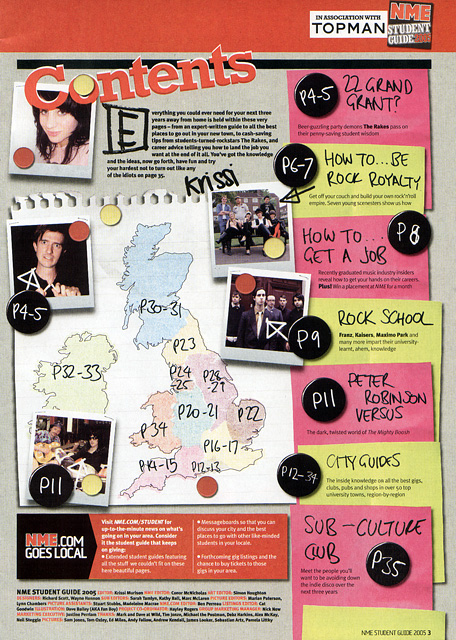 IN ASSOCIATION WITH
TOPMAN
NME
STUDENT
GUIDE
Contents
Everything you could ever need for your next three
years away from home is held within these very
pages – from an expert-written guide to all the best
places to go out in your new town, to cash-saving
tips from students-turned-rockstars The Rakes, and
career advice telling you how to land the job you
want at the end of it all. You've got the knowledge
and the ideas, now go forth, have fun and try
your hardest not to turn out like any
of the idiots on page 35.
Krissi
P4-5
22 GRAND
GRANT?
Beer-guzzling party demons The Rakes pass on
their penny-saving student wisdom
P6-7
HOW TO...BE
ROCK ROYALTY
Get off your couch and build your own rock'n'roll
empire. Seven young scenesters show us how
HOW TO...
GET A JOB
P8
Recently graduated music industry insiders
reveal how to get your hands on their careers.
Plus! Win a placement at NME for a month
P9
ROCK SCHOOL
Franz, Kaisers, Maxïmo Park and
many more impart their university-
learnt, ahem, knowledge
P11
PETER
ROBINSON
VERSUS
The dark, twisted world of The Mighty Boosh
P12-34
CITY GUIDES
The inside knowledge on all the best gigs,
clubs, pubs and shops in over 50 top
university towns, region-by-region
SUB-CULTURE
CLUB
P35
Meet the people you'll
want to be avoiding down
the indie disco over the
next three years
P4-5
P11
P30-31
P23
P32-33
P24
-25
P28
-29
P20-21
P22
P34
P16-17
P14-15
P12-13
NME.COM
GOES LOCAL
Visit NME.COM/STUDENT for
up-to-the-minute news on what's
going on in your area. Consider
it the student guide that keeps
on giving:
• Extended student guides featuring
all the stuff we couldn't fit on these
here beautiful pages.
• Messageboards so that you can
discuss your city and the best
places to go with other like-minded
students in your locale.
• Forthcoming gig listings and the
chance to buy tickets to those
gigs in your area.
NME STUDENT GUIDE 2005 EDITOR: Krissi Murison
NME STUDENT GUIDE 2005 3